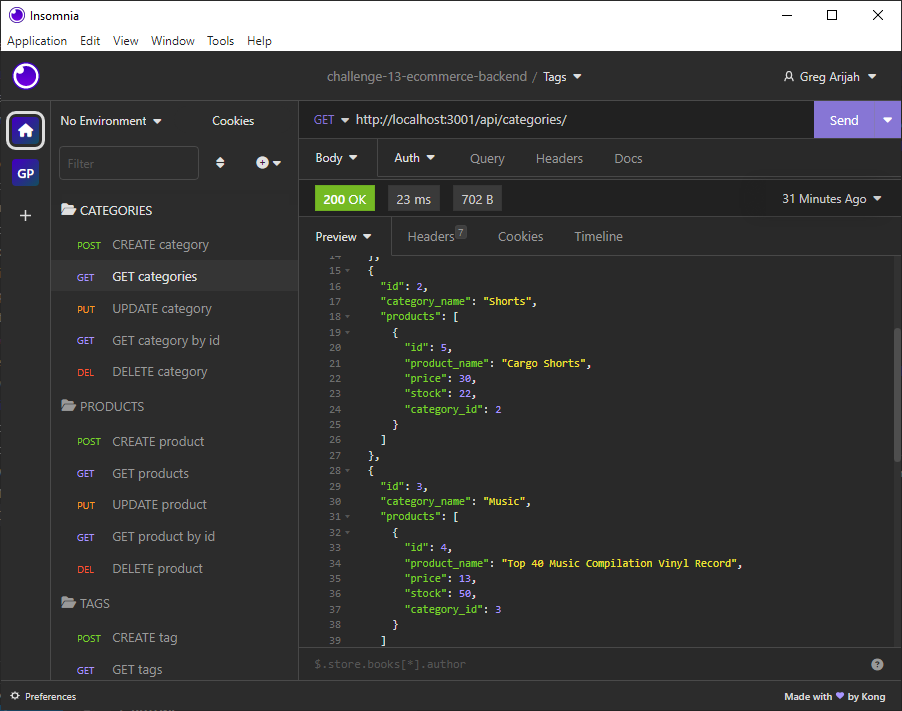 Insomnia
Application Edit View Window Tools Help
challenge-13-ecommerce-backend / Tags
Greg Arijah
No Environment
Cookies
Filter
GP
CATEGORIES
POST CREATE category
GET GET categories
PUT UPDATE category
GET GET category by id
DEL DELETE category
PRODUCTS
POST CREATE product
GET GET products
PUT UPDATE product
GET GET product by id
DEL DELETE product
TAGS
POST CREATE tag
GET GET tags
GET http://localhost:3001/api/categories/ Send
Body Auth Query Headers Docs
200 OK 23 ms 702 B 31 Minutes Ago
Preview Headers 7 Cookies Timeline
14 },
15 {
16 "id": 2,
17 "category_name": "Shorts",
18 "products": [
19 {
20 "id": 5,
21 "product_name": "Cargo Shorts",
22 "price": 30,
23 "stock": 22,
24 "category_id": 2
25 }
26 ]
27 },
28 {
29 "id": 3,
30 "category_name": "Music",
31 "products": [
32 {
33 "id": 4,
34 "product_name": "Top 40 Music Compilation Vinyl Record",
35 "price": 13,
36 "stock": 50,
37 "category_id": 3
38 }
39 ]
$.store.books[*].author
Preferences
Made with by Kong